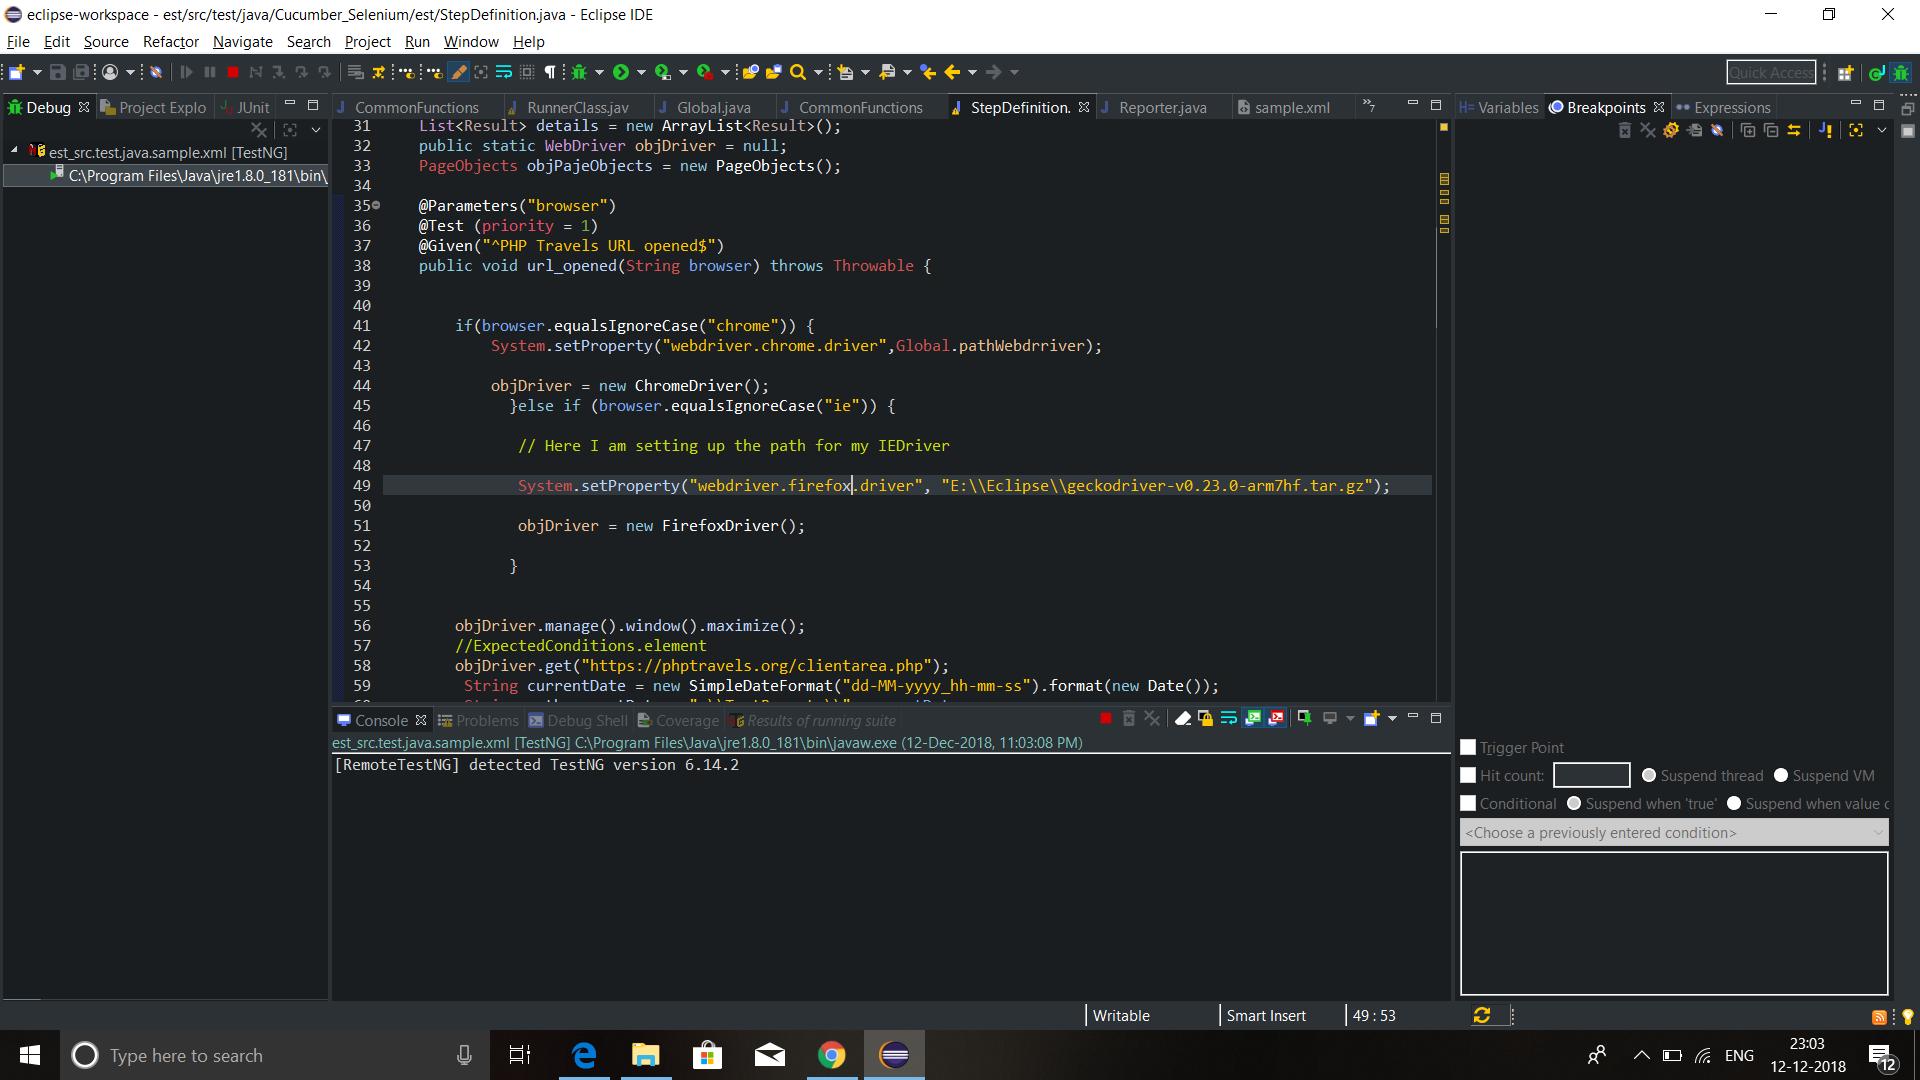 eclipse-workspace - est/src/test/java/Cucumber_Selenium/est/StepDefinition.java - Eclipse IDE
File Edit Source Refactor Navigate Search Project Run Window Help
Quick Access
Debug Project Explo JUnit
est_src.test.java.sample.xml [TestNG]
C:\Program Files\Java\jre1.8.0_181\bin\
CommonFunctions RunnerClass.jav Global.java CommonFunctions StepDefinition. Reporter.java sample.xml »7
31 List<Result> details = new ArrayList<Result>();
32 public static WebDriver objDriver = null;
33 PageObjects objPajeObjects = new PageObjects();
34
35 @Parameters("browser")
36 @Test (priority = 1)
37 @Given("^PHP Travels URL opened$")
38 public void url_opened(String browser) throws Throwable {
39
40
41 if(browser.equalsIgnoreCase("chrome")) {
42 System.setProperty("webdriver.chrome.driver",Global.pathWebdrriver);
43
44 objDriver = new ChromeDriver();
45 }else if (browser.equalsIgnoreCase("ie")) {
46
47 // Here I am setting up the path for my IEDriver
48
49 System.setProperty("webdriver.firefox.driver", "E:\\Eclipse\\geckodriver-v0.23.0-arm7hf.tar.gz");
50
51 objDriver = new FirefoxDriver();
52
53 }
54
55
56 objDriver.manage().window().maximize();
57 //ExpectedConditions.element
58 objDriver.get("https://phptravels.org/clientarea.php");
59 String currentDate = new SimpleDateFormat("dd-MM-yyyy_hh-mm-ss").format(new Date());
Console Problems Debug Shell Coverage Results of running suite
est_src.test.java.sample.xml [TestNG] C:\Program Files\Java\jre1.8.0_181\bin\javaw.exe (12-Dec-2018, 11:03:08 PM)
[RemoteTestNG] detected TestNG version 6.14.2
Variables Breakpoints Expressions
Trigger Point
Hit count: Suspend thread Suspend VM
Conditional Suspend when 'true' Suspend when value c
<Choose a previously entered condition>
Writable Smart Insert 49 : 53
Type here to search
ENG
23:03
12-12-2018
12